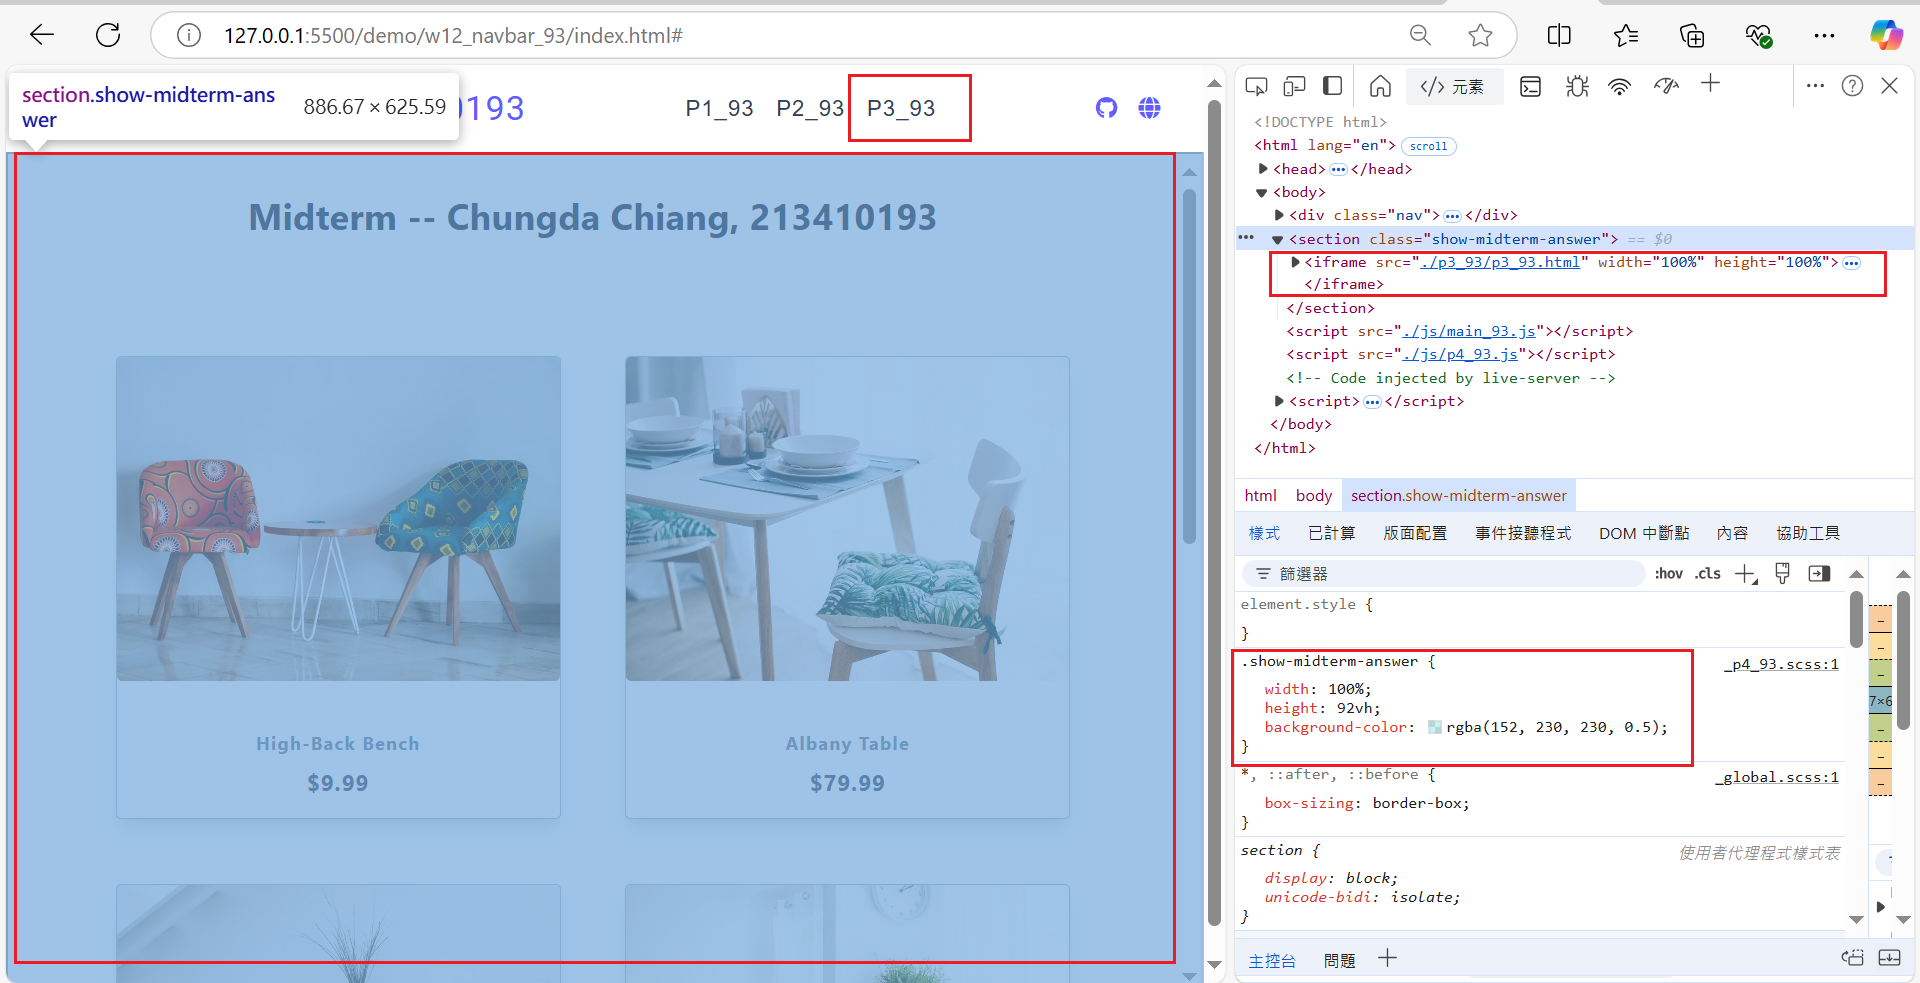 127.0.0.1:5500/demo/w12_navbar_93/index.html#
section.show-midterm-ans
wer
886.67 × 625.59
0193
P1_93
P2_93
P3_93
Midterm -- Chungda Chiang, 213410193
High-Back Bench
$9.99
Albany Table
$79.99
元素
<!DOCTYPE html>
<html lang="en"> scroll
<head>…</head>
<body>
<div class="nav">…</div>
<section class="show-midterm-answer"> == $0
<iframe src="./p3_93/p3_93.html" width="100%" height="100%">…
</iframe>
</section>
<script src="./js/main_93.js"></script>
<script src="./js/p4_93.js"></script>
<!-- Code injected by live-server -->
<script>…</script>
</body>
</html>
html body section.show-midterm-answer
樣式 已計算 版面配置 事件接聽程式 DOM 中斷點 內容 協助工具
篩選器 :hov .cls
element.style {
}
.show-midterm-answer { _p4_93.scss:1
width: 100%;
height: 92vh;
background-color: rgba(152, 230, 230, 0.5);
}
*, ::after, ::before { _global.scss:1
box-sizing: border-box;
}
section { 使用者代理程式樣式表
display: block;
unicode-bidi: isolate;
}
7×6
主控台 問題